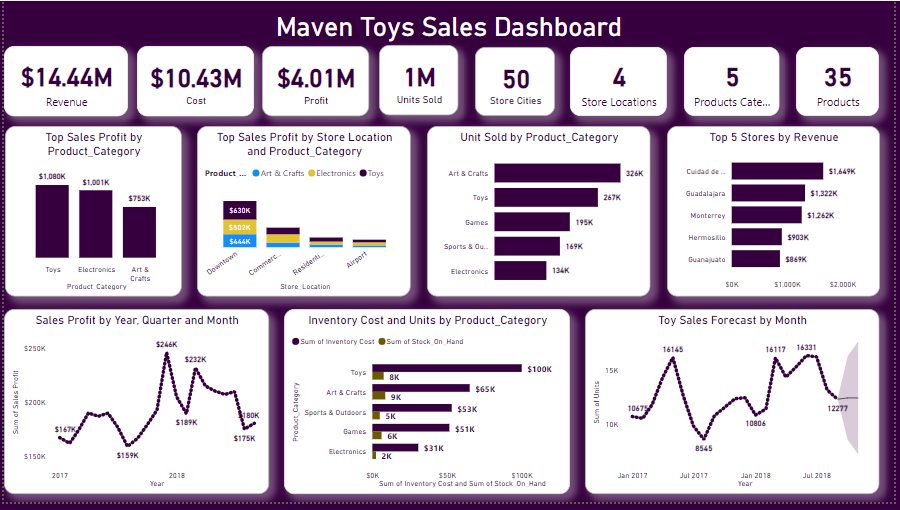 Maven Toys Sales Dashboard
$14.44M
Revenue
$10.43M
Cost
$4.01M
Profit
1M
Units Sold
50
Store Cities
4
Store Locations
5
Products Cate...
35
Products
Top Sales Profit by
Product_Category
$1,080K
$1,001K
$753K
Toys
Electronics
Art &
Crafts
Product Category
Top Sales Profit by Store Location
and Product_Category
Product_... Art & Crafts Electronics Toys
$630K
$502K
$444K
Downtown
Commerc...
Residenti...
Airport
Store_Location
Unit Sold by Product_Category
Art & Crafts 326K
Toys 267K
Games 195K
Sports & Ou... 169K
Electronics 134K
Top 5 Stores by Revenue
Cuidad de ... $1,649K
Guadalajara $1,322K
Monterrey $1,262K
Hermosillo $903K
Guanajuato $869K
$0K $1,000K $2,000K
Sales Profit by Year, Quarter and Month
Sum of Sales Profit
$250K
$200K
$150K
$167K
$159K
$246K
$189K
$232K
180K
$175K
2017 2018
Year
Inventory Cost and Units by Product_Category
Sum of Inventory Cost Sum of Stock_On_Hand
Product_Category
Toys $100K
8K
Art & Crafts $65K
9K
Sports & Outdoors $53K
5K
Games $51K
6K
Electronics $31K
2K
$0K $50K $100K
Sum of Inventory Cost and Sum of Stock_On_Hand
Toy Sales Forecast by Month
Sum of Units
15K
10K
10675
16145
8545
10806
16117
16331
12277
Jan 2017 Jul 2017 Jan 2018 Jul 2018
Year